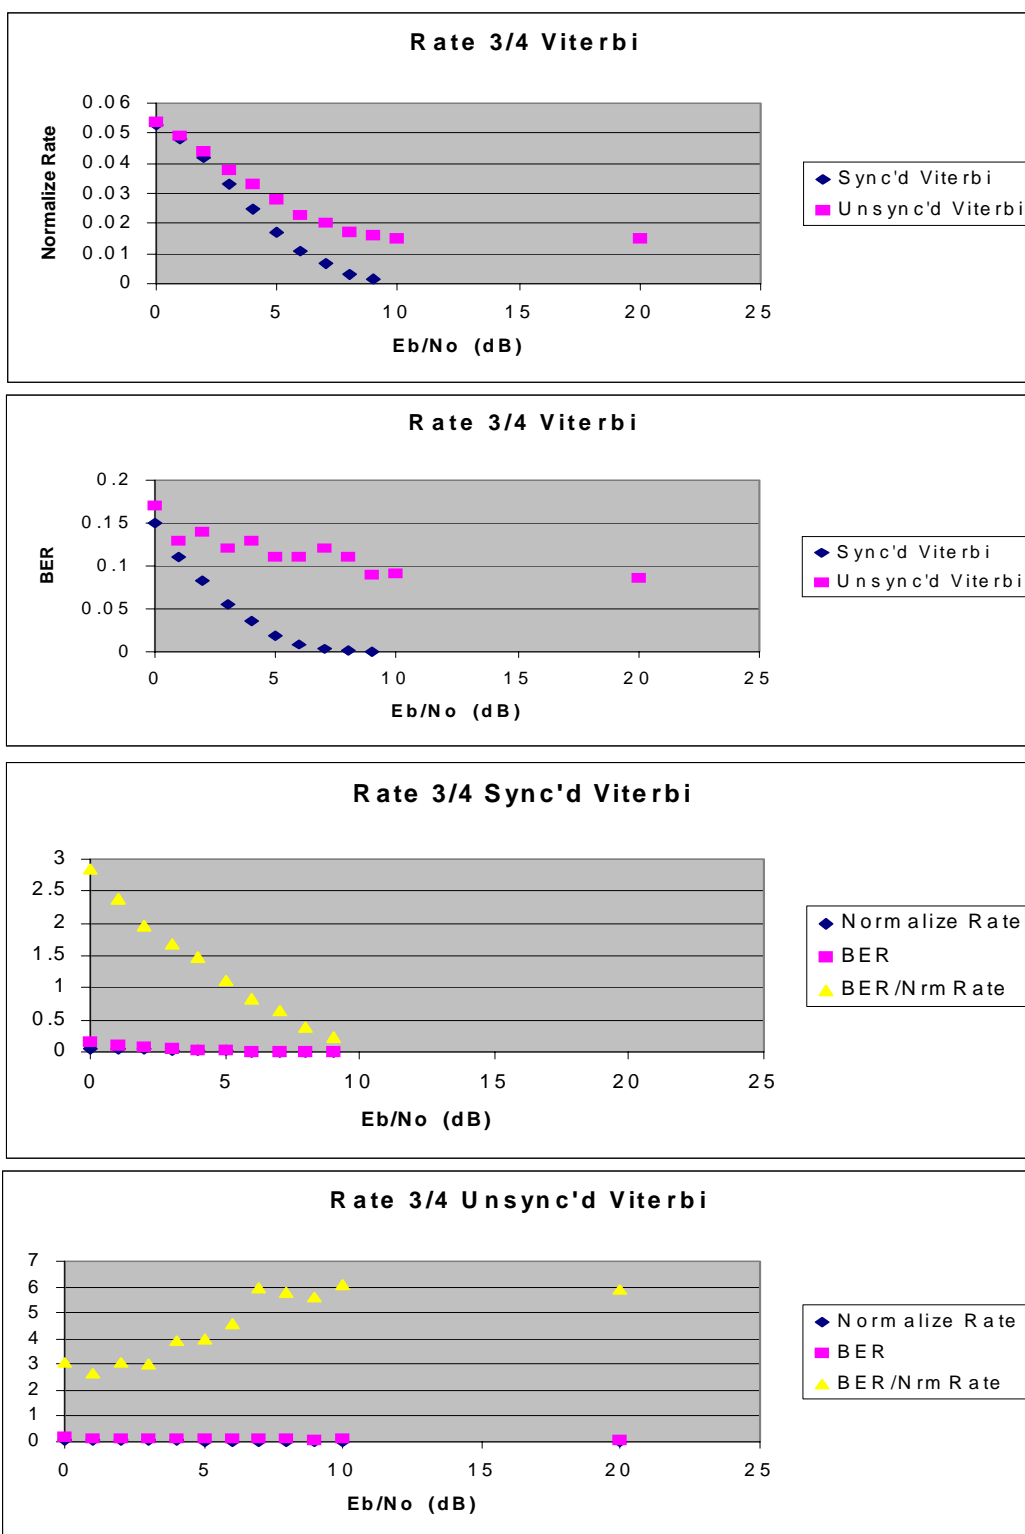 Rate 3/4 Viterbi
0.06
0.05
0.04
0.03
0.02
0.01
0
Normalize Rate
0 5 10 15 20 25
Eb/No (dB)
Sync'd Viterbi
Unsync'd Viterbi
Rate 3/4 Viterbi
0.2
0.15
0.1
0.05
0
BER
0 5 10 15 20 25
Eb/No (dB)
Sync'd Viterbi
Unsync'd Viterbi
Rate 3/4 Sync'd Viterbi
3
2.5
2
1.5
1
0.5
0
0 5 10 15 20 25
Eb/No (dB)
Normalize Rate
BER
BER/Nrm Rate
Rate 3/4 Unsync'd Viterbi
7
6
5
4
3
2
1
0
0 5 10 15 20 25
Eb/No (dB)
Normalize Rate
BER
BER/Nrm Rate